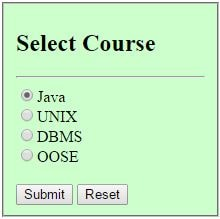 Select Course
Java
UNIX
DBMS
OOSE
Submit Reset